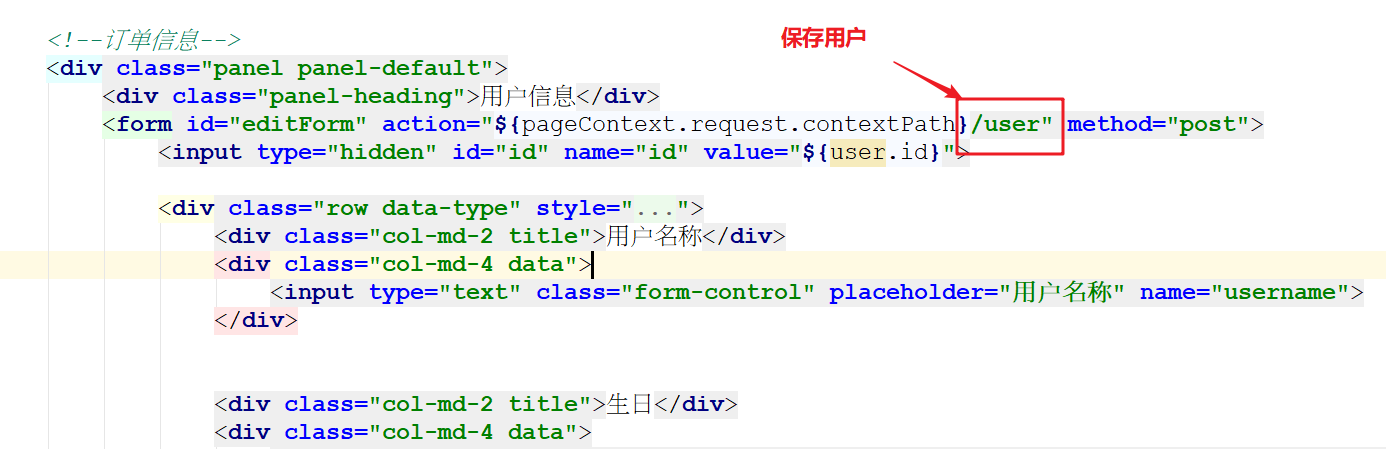 <!--订单信息-->
保存用户
<div class="panel panel-default">
<div class="panel-heading">用户信息</div>
<form id="editForm" action="${pageContext.request.contextPath}/user" method="post">
<input type="hidden" id="id" name="id" value="${user.id}">
<div class="row data-type" style="...">
<div class="col-md-2 title">用户名称</div>
<div class="col-md-4 data">
<input type="text" class="form-control" placeholder="用户名称" name="username">
</div>
<div class="col-md-2 title">生日</div>
<div class="col-md-4 data">